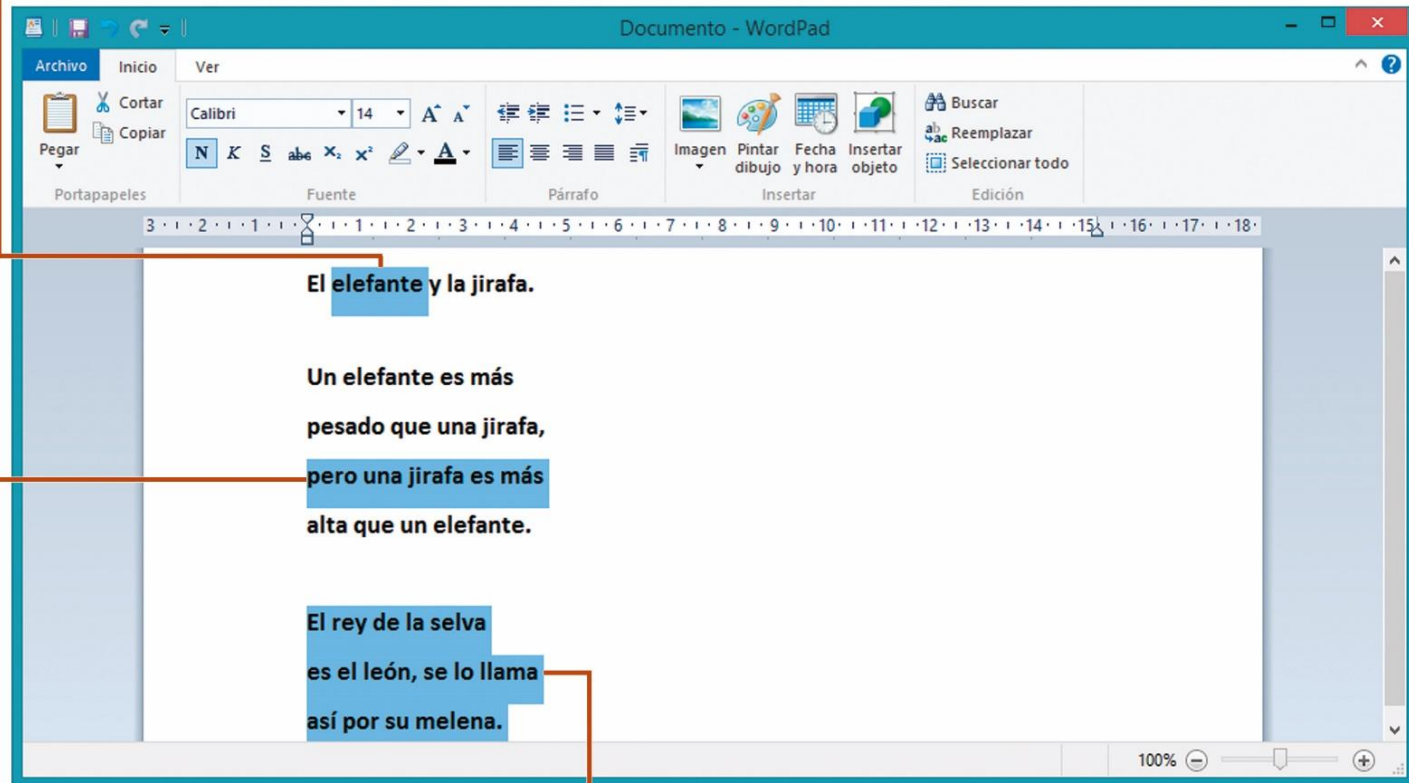 Documento - WordPad
Archivo Inicio Ver
Pegar
Cortar
Copiar
Portapapeles
Calibri 14 A A
N K S abc X₂ X² A
Fuente
Párrafo
Imagen
Pintar dibujo
Fecha y hora
Insertar objeto
Insertar
Buscar
Reemplazar
Seleccionar todo
Edición
3 2 1 1 2 3 4 5 6 7 8 9 10 11 12 13 14 15 16 17 18
El elefante y la jirafa.
Un elefante es más
pesado que una jirafa,
pero una jirafa es más
alta que un elefante.
El rey de la selva
es el león, se lo llama
así por su melena.
100%